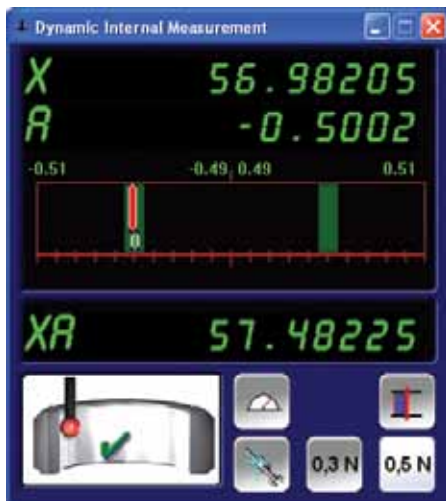 Dynamic Internal Measurement
X 56.98205
A -0.5002
-0.51 -0.49 0.49 0.51
0
XA 57.48225
0,3 N 0,5 N